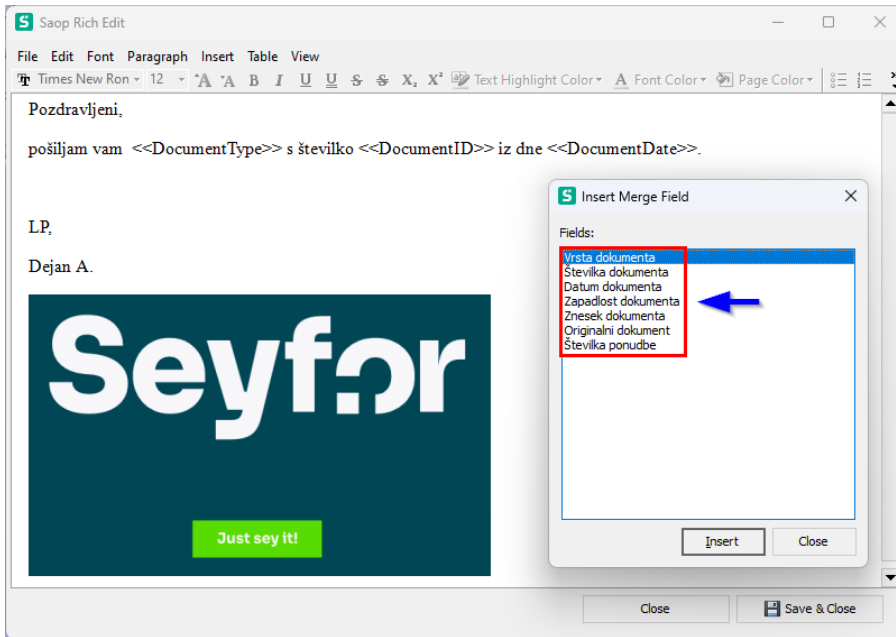 Saop Rich Edit
File Edit Font Paragraph Insert Table View
Times New Ron 12 A A B I U U S S X, X² Text Highlight Color A Font Color Page Color
Pozdravljeni,
pošiljam vam <<DocumentType>> s številko <<DocumentID>> iz dne <<DocumentDate>>.
LP,
Dejan A.
Seyfor
Just sey it!
Insert Merge Field
Fields:
Vrsta dokumenta
Številka dokumenta
Datum dokumenta
Zapadlost dokumenta
Znesek dokumenta
Originalni dokument
Številka ponudbe
Insert Close
Close Save & Close